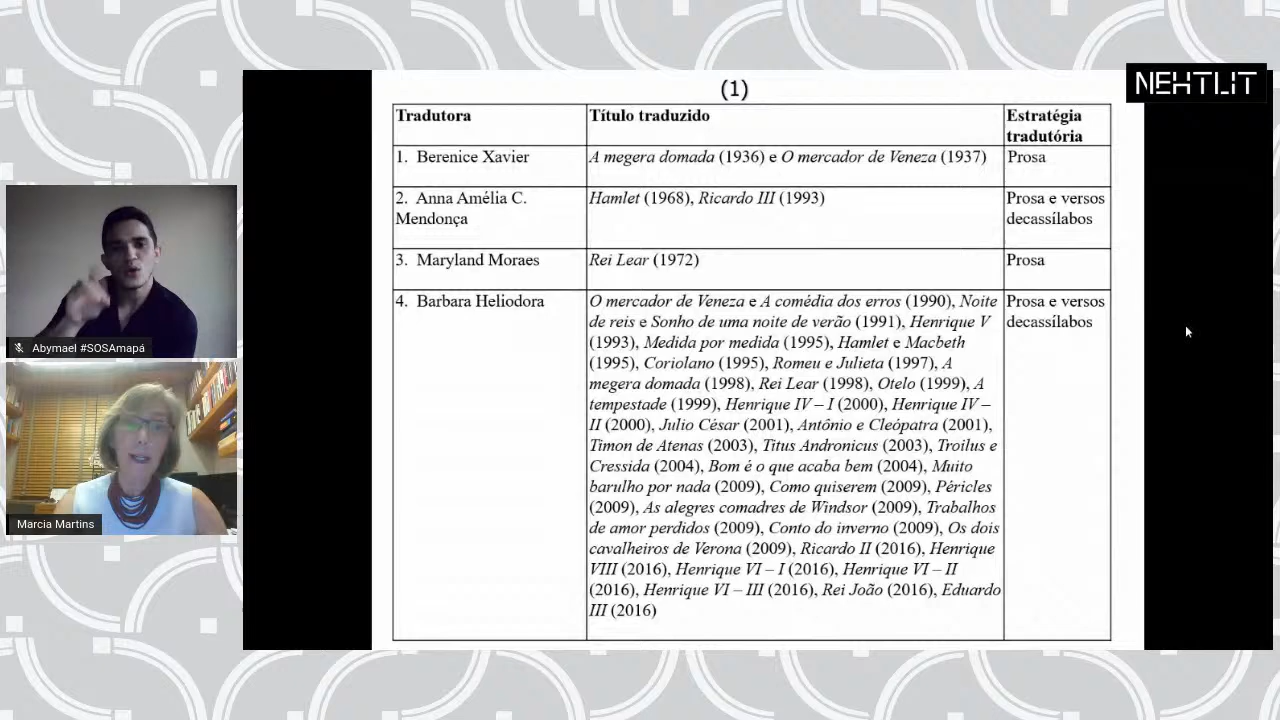 NEHTLIT
(1)
Tradutora
Título traduzido
Estratégia
tradutória
1. Berenice Xavier
A megera domada (1936) e O mercador de Veneza (1937)
Prosa
2. Anna Amélia C.
Mendonça
Hamlet (1968), Ricardo III (1993)
Prosa e versos
decassílabos
3. Maryland Moraes
Rei Lear (1972)
Prosa
4. Barbara Heliodora
O mercador de Veneza e A comédia dos erros (1990), Noite
de reis e Sonho de uma noite de verão (1991), Henrique V
(1993), Medida por medida (1995), Hamlet e Macbeth
(1995), Coriolano (1995), Romeu e Julieta (1997), A
megera domada (1998), Rei Lear (1998), Otelo (1999), A
tempestade (1999), Henrique IV – I (2000), Henrique IV –
II (2000), Julio César (2001), Antônio e Cleópatra (2001),
Timon de Atenas (2003), Titus Andronicus (2003), Troilus e
Cressida (2004), Bom é o que acaba bem (2004), Muito
barulho por nada (2009), Como quiserem (2009), Péricles
(2009), As alegres comadres de Windsor (2009), Trabalhos
de amor perdidos (2009), Conto do inverno (2009), Os dois
cavalheiros de Verona (2009), Ricardo II (2016), Henrique
VIII (2016), Henrique VI – I (2016), Henrique VI – II
(2016), Henrique VI – III (2016), Rei João (2016), Eduardo
III (2016)
Prosa e versos
decassílabos
Abymael #SOSAmapá
Marcia Martins